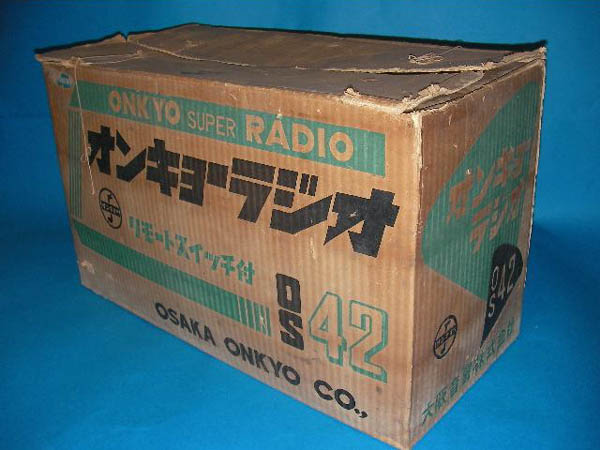 ONKYO SUPER RADIO
オンキヨーラジオ
リモートスイッチ付
OS 42
OSAKA ONKYO CO.,
オンキヨー
ラジオ
OS 42
大阪音響株式会社